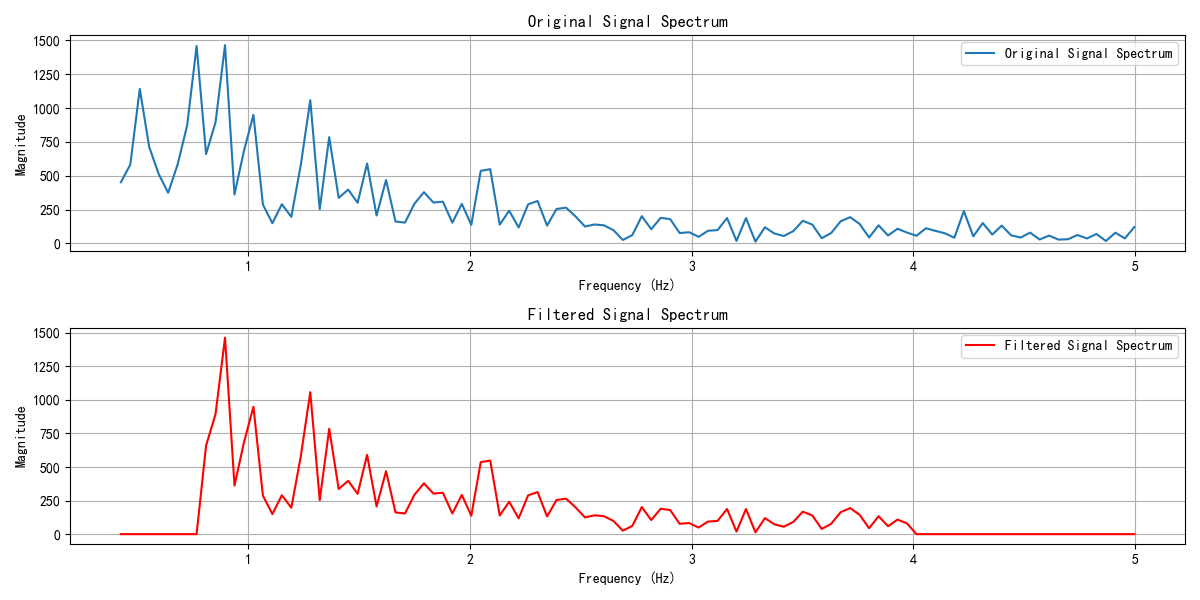 Original Signal Spectrum
1500
1250
1000
750
500
250
0
Magnitude
Original Signal Spectrum
1 2 3 4 5
Frequency (Hz)
Filtered Signal Spectrum
1500
1250
1000
750
500
250
0
Magnitude
Filtered Signal Spectrum
1 2 3 4 5
Frequency (Hz)